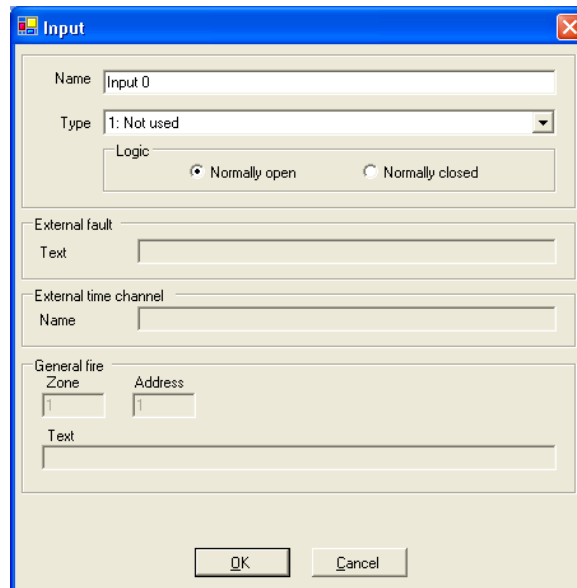 Input
Name Input 0
Type 1: Not used
Logic
Normally open Normally closed
External fault
Text
External time channel
Name
General fire
Zone Address
1 1
Text
OK Cancel